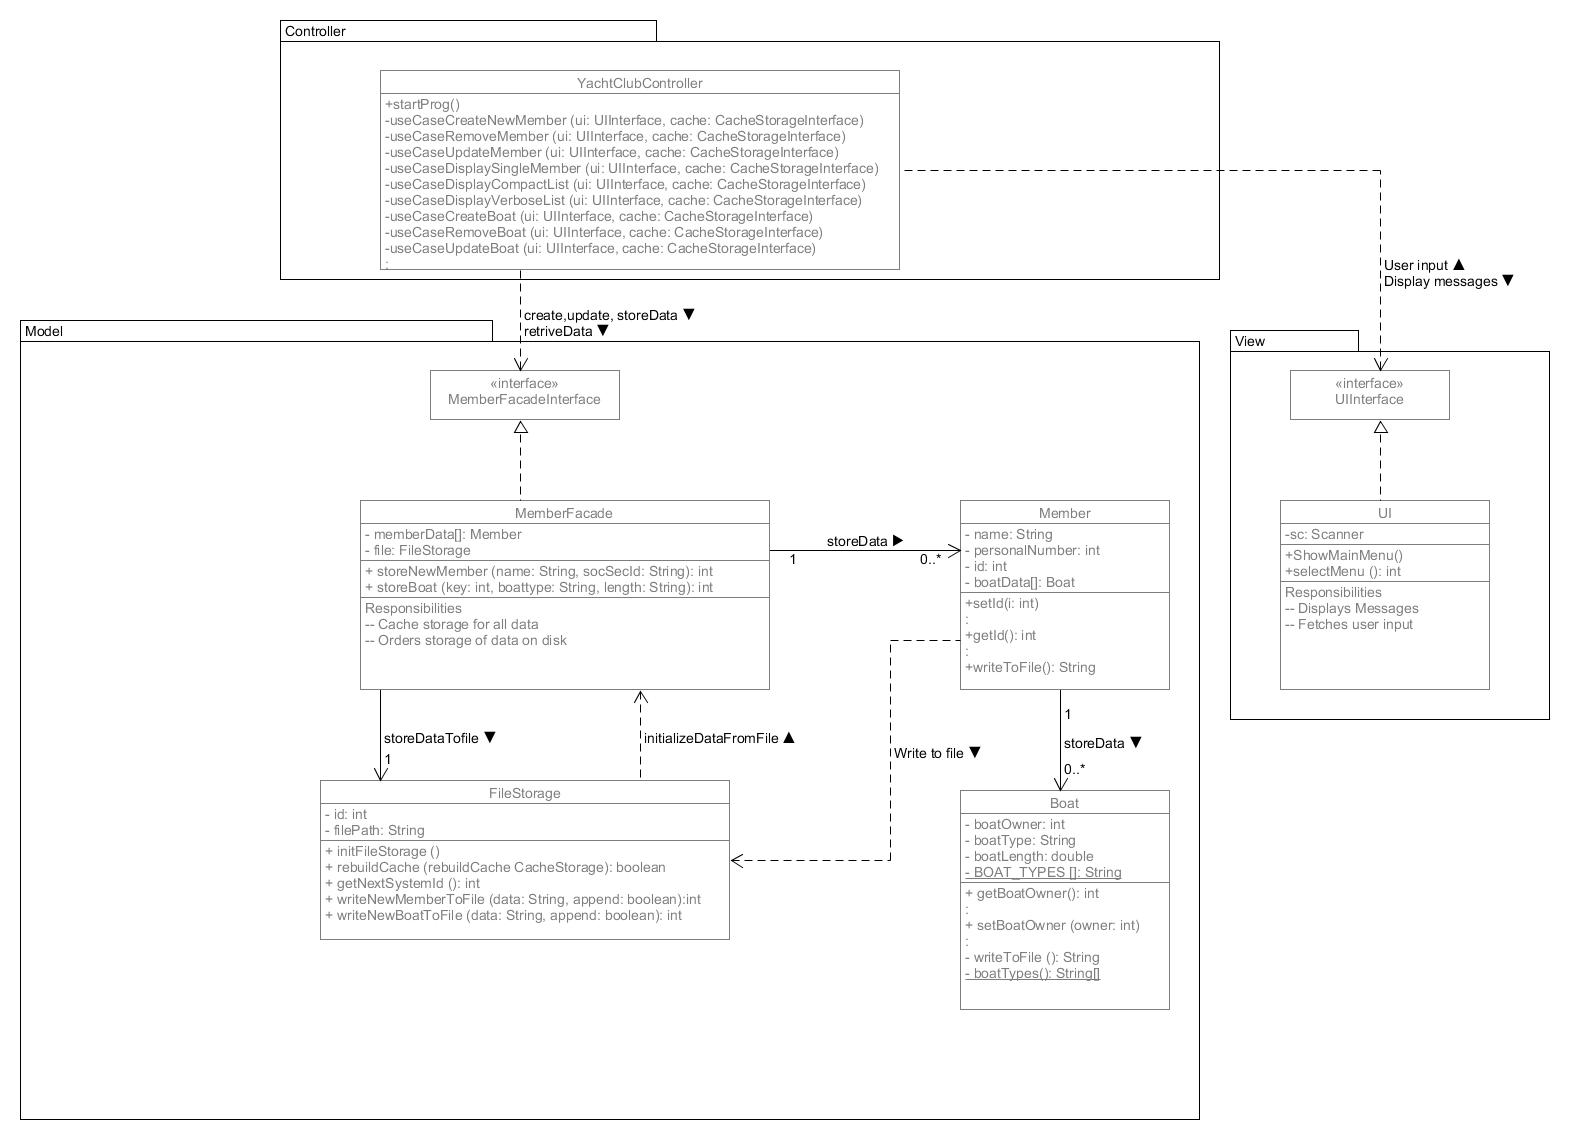 Controller
YachtClubController
+startProg()
-useCaseCreateNewMember (ui: UIInterface, cache: CacheStorageInterface)
-useCaseRemoveMember (ui: UIInterface, cache: CacheStorageInterface)
-useCaseUpdateMember (ui: UIInterface, cache: CacheStorageInterface)
-useCaseDisplaySingleMember (ui: UIInterface, cache: CacheStorageInterface)
-useCaseDisplayCompactList (ui: UIInterface, cache: CacheStorageInterface)
-useCaseDisplayVerboseList (ui: UIInterface, cache: CacheStorageInterface)
-useCaseCreateBoat (ui: UIInterface, cache: CacheStorageInterface)
-useCaseRemoveBoat (ui: UIInterface, cache: CacheStorageInterface)
-useCaseUpdateBoat (ui: UIInterface, cache: CacheStorageInterface)
:
User input ▲
Display messages ▼
create,update, storeData ▼
retriveData ▼
Model
«interface»
MemberFacadeInterface
MemberFacade
- memberData[]: Member
- file: FileStorage
+ storeNewMember (name: String, socSecId: String): int
+ storeBoat (key: int, boattype: String, length: String): int
Responsibilities
-- Cache storage for all data
-- Orders storage of data on disk
storeData ▶
1
0..*
Member
- name: String
- personalNumber: int
- id: int
- boatData[]: Boat
+setId(i: int)
:
+getId(): int
:
+writeToFile(): String
storeDataTofile ▼
1
initializeDataFromFile ▲
Write to file ▼
1
storeData ▼
0..*
FileStorage
- id: int
- filePath: String
+ initFileStorage ()
+ rebuildCache (rebuildCache CacheStorage): boolean
+ getNextSystemId (): int
+ writeNewMemberToFile (data: String, append: boolean):int
+ writeNewBoatToFile (data: String, append: boolean): int
Boat
- boatOwner: int
- boatType: String
- boatLength: double
- BOAT_TYPES []: String
+ getBoatOwner(): int
:
+ setBoatOwner (owner: int)
:
- writeToFile (): String
- boatTypes(): String[]
View
«interface»
UIInterface
UI
-sc: Scanner
+ShowMainMenu()
+selectMenu (): int
Responsibilities
-- Displays Messages
-- Fetches user input